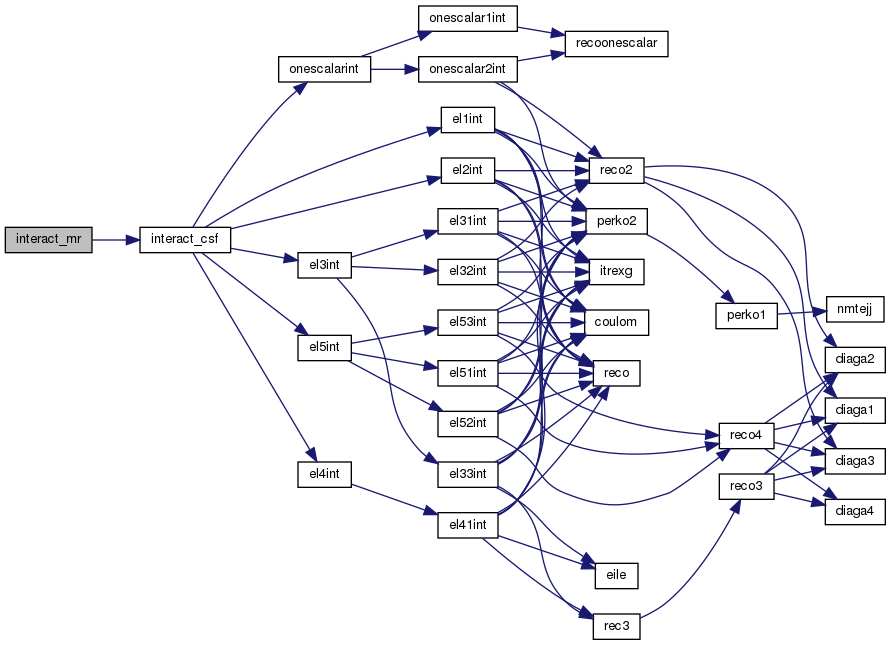 interact_mr
interact_csf
onescalarint
el3int
el5int
el4int
onescalar1int
onescalar2int
el1int
el2int
el31int
el32int
el53int
el51int
el52int
el33int
el41int
recoonescalar
reco2
perko2
itrexg
coulom
reco
eile
rec3
perko1
reco4
reco3
nmtejj
diaga2
diaga1
diaga3
diaga4